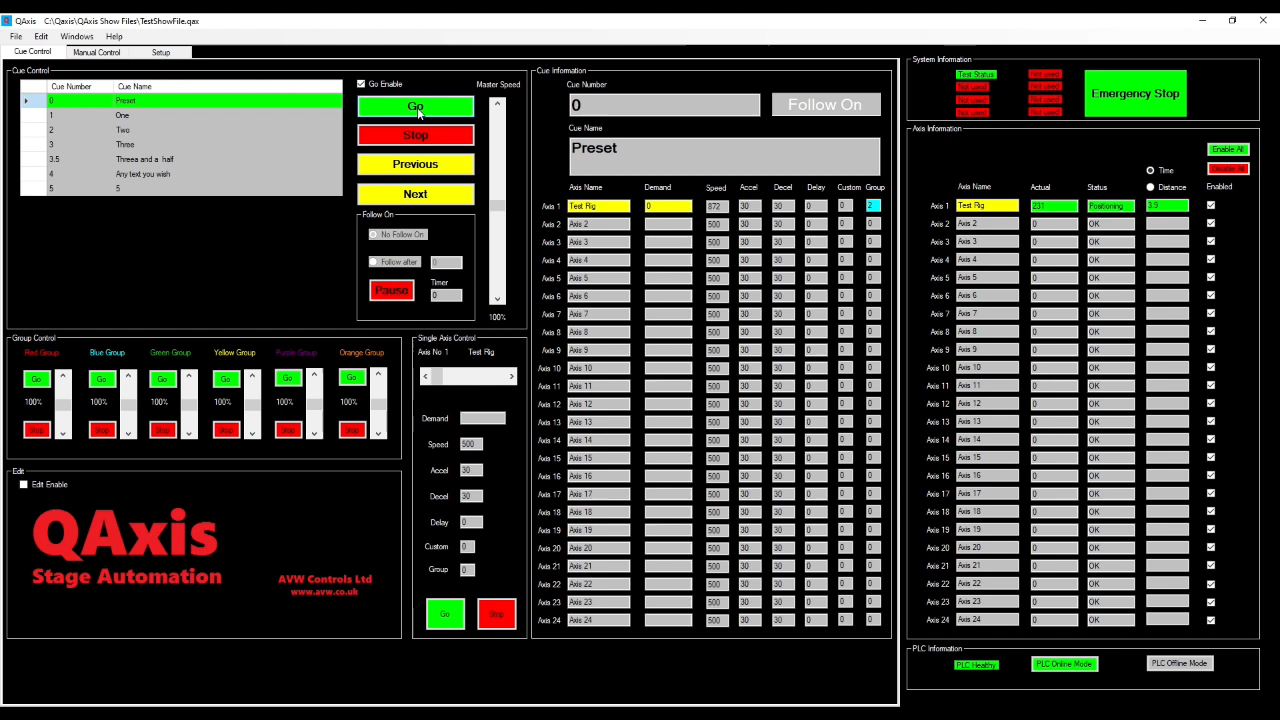 QAxis C:\Qaxis\QAxis Show Files\TestShowFile.qax
File Edit Windows Help
Cue Control Manual Control Setup
Cue Control
Cue Number Cue Name
0 Preset
1 One
2 Two
3 Three
3.5 Threea and a half
4 Any text you wish
5 5
Go Enable
Master Speed
Go
Stop
Previous
Next
Follow On
No Follow On
Follow after 0
Timer
Pause 0
100%
Group Control
Red Group Blue Group Green Group Yellow Group Purple Group Orange Group
Go Go Go Go Go Go
100% 100% 100% 100% 100% 100%
Stop Stop Stop Stop Stop Stop
Edit
Edit Enable
QAxis
Stage Automation
AVW Controls Ltd
www.avw.co.uk
Single Axis Control
Axis No 1 Test Rig
Demand
Speed 500
Accel 30
Decel 30
Delay 0
Custom 0
Group 0
Go Stop
Cue Information
Cue Number
0 Follow On
Cue Name
Preset
Axis Name Demand Speed Accel Decel Delay Custom Group
Axis 1 Test Rig 0 872 30 30 0 0 2
Axis 2 Axis 2 500 30 30 0 0 0
Axis 3 Axis 3 500 30 30 0 0 0
Axis 4 Axis 4 500 30 30 0 0 0
Axis 5 Axis 5 500 30 30 0 0 0
Axis 6 Axis 6 500 30 30 0 0 0
Axis 7 Axis 7 500 30 30 0 0 0
Axis 8 Axis 8 500 30 30 0 0 0
Axis 9 Axis 9 500 30 30 0 0 0
Axis 10 Axis 10 500 30 30 0 0 0
Axis 11 Axis 11 500 30 30 0 0 0
Axis 12 Axis 12 500 30 30 0 0 0
Axis 13 Axis 13 500 30 30 0 0 0
Axis 14 Axis 14 500 30 30 0 0 0
Axis 15 Axis 15 500 30 30 0 0 0
Axis 16 Axis 16 500 30 30 0 0 0
Axis 17 Axis 17 500 30 30 0 0 0
Axis 18 Axis 18 500 30 30 0 0 0
Axis 19 Axis 19 500 30 30 0 0 0
Axis 20 Axis 20 500 30 30 0 0 0
Axis 21 Axis 21 500 30 30 0 0 0
Axis 22 Axis 22 500 30 30 0 0 0
Axis 23 Axis 23 500 30 30 0 0 0
Axis 24 Axis 24 500 30 30 0 0 0
System Information
Test Status Not used
Not used Not used
Not used Not used
Not used Not used
Emergency Stop
Axis Information
Enable All
Time Disable All
Axis Name Actual Status Distance Enabled
Axis 1 Test Rig 231 Positioning 3.9
Axis 2 Axis 2 0 OK
Axis 3 Axis 3 0 OK
Axis 4 Axis 4 0 OK
Axis 5 Axis 5 0 OK
Axis 6 Axis 6 0 OK
Axis 7 Axis 7 0 OK
Axis 8 Axis 8 0 OK
Axis 9 Axis 9 0 OK
Axis 10 Axis 10 0 OK
Axis 11 Axis 11 0 OK
Axis 12 Axis 12 0 OK
Axis 13 Axis 13 0 OK
Axis 14 Axis 14 0 OK
Axis 15 Axis 15 0 OK
Axis 16 Axis 16 0 OK
Axis 17 Axis 17 0 OK
Axis 18 Axis 18 0 OK
Axis 19 Axis 19 0 OK
Axis 20 Axis 20 0 OK
Axis 21 Axis 21 0 OK
Axis 22 Axis 22 0 OK
Axis 23 Axis 23 0 OK
Axis 24 Axis 24 0 OK
PLC Information
PLC Healthy PLC Online Mode PLC Offline Mode